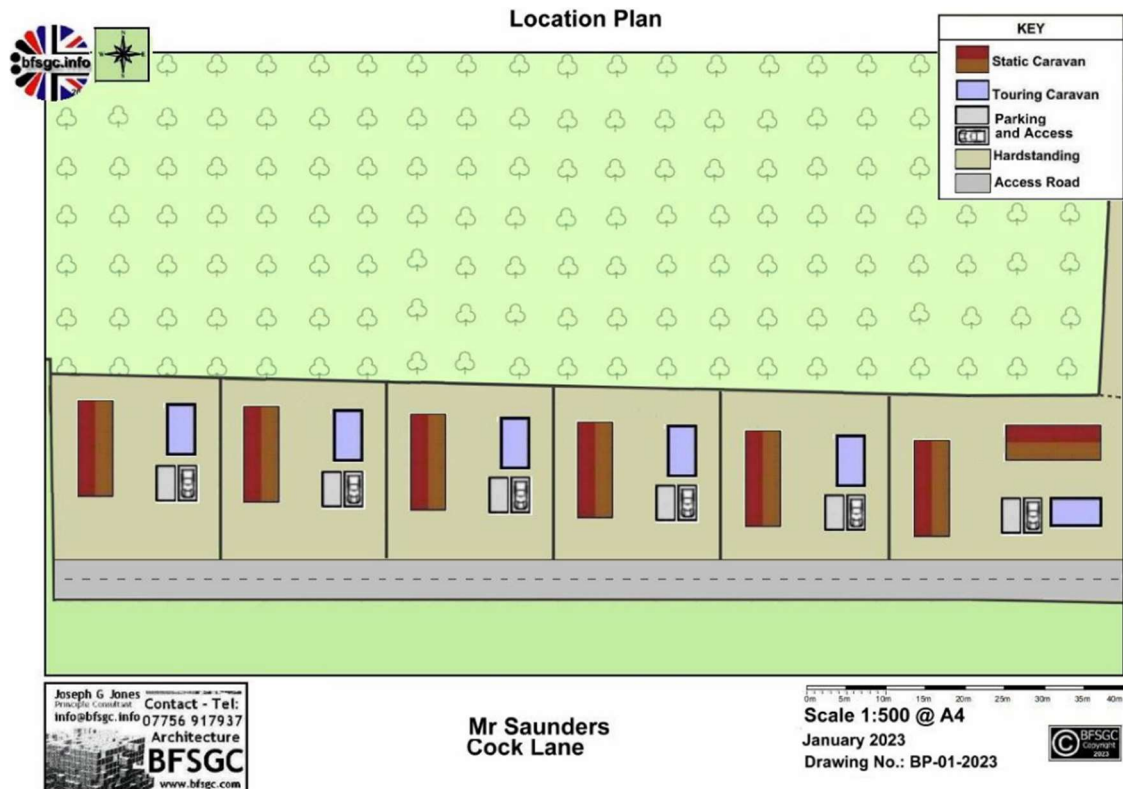 Location Plan
bfsgc.info
KEY
Static Caravan
Touring Caravan
Parking
and Access
Hardstanding
Access Road
Joseph G Jones
Principle Consultant
info@bfsgc.info
Contact - Tel:
07756 917937
Architecture
BFSGC
www.bfsgc.com
Mr Saunders
Cock Lane
0m 5m 10m 15m 20m 25m 30m 35m 40m
Scale 1:500 @ A4
January 2023
Drawing No.: BP-01-2023
© BFSGC
Copyright
2023